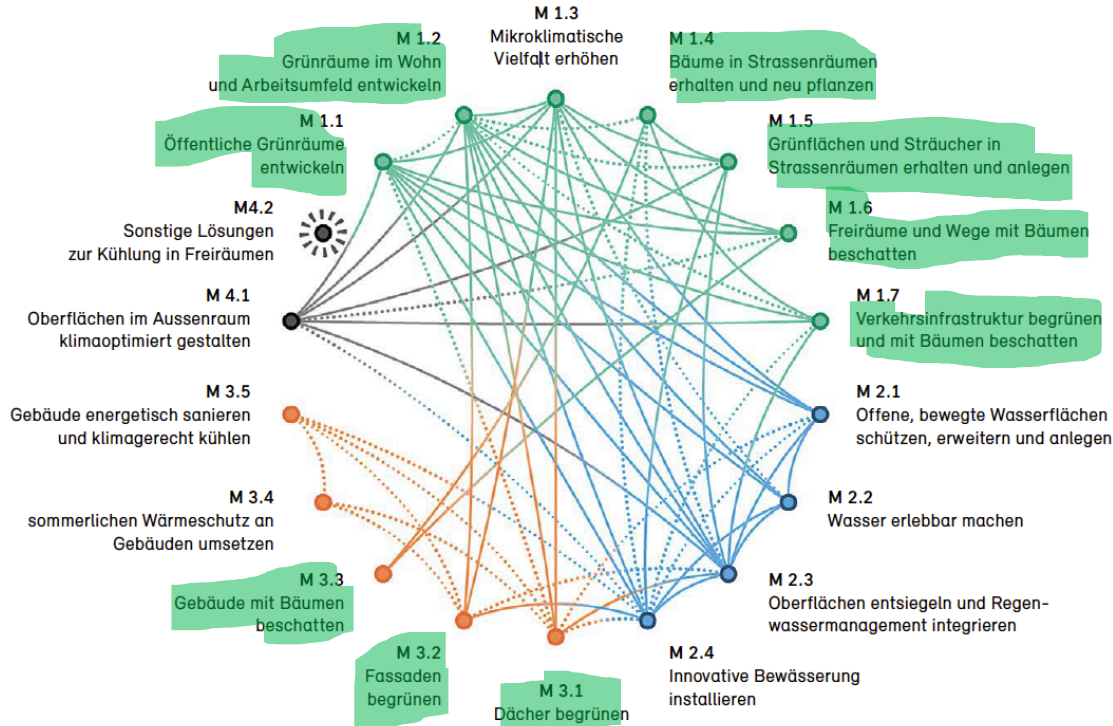 M 1.3
Mikroklimatische
Vielfalt erhöhen
M 1.4
Bäume in Strassenräumen
erhalten und neu pflanzen
M 1.5
Grünflächen und Sträucher in
Strassenräumen erhalten und anlegen
M 1.6
Freiräume und Wege mit Bäumen
beschatten
M 1.7
Verkehrsinfrastruktur begrünen
und mit Bäumen beschatten
M 2.1
Offene, bewegte Wasserflächen
schützen, erweitern und anlegen
M 2.2
Wasser erlebbar machen
M 2.3
Oberflächen entsiegeln und Regen-
wassermanagement integrieren
M 2.4
Innovative Bewässerung
installieren
M 3.1
Dächer begrünen
M 3.2
Fassaden
begrünen
M 3.3
Gebäude mit Bäumen
beschatten
M 3.4
sommerlichen Wärmeschutz an
Gebäuden umsetzen
M 3.5
Gebäude energetisch sanieren
und klimagerecht kühlen
M 4.1
Oberflächen im Aussenraum
klimaoptimiert gestalten
M4.2
Sonstige Lösungen
zur Kühlung in Freiräumen
M 1.1
Öffentliche Grünräume
entwickeln
M 1.2
Grünräume im Wohn
und Arbeitsumfeld entwickeln